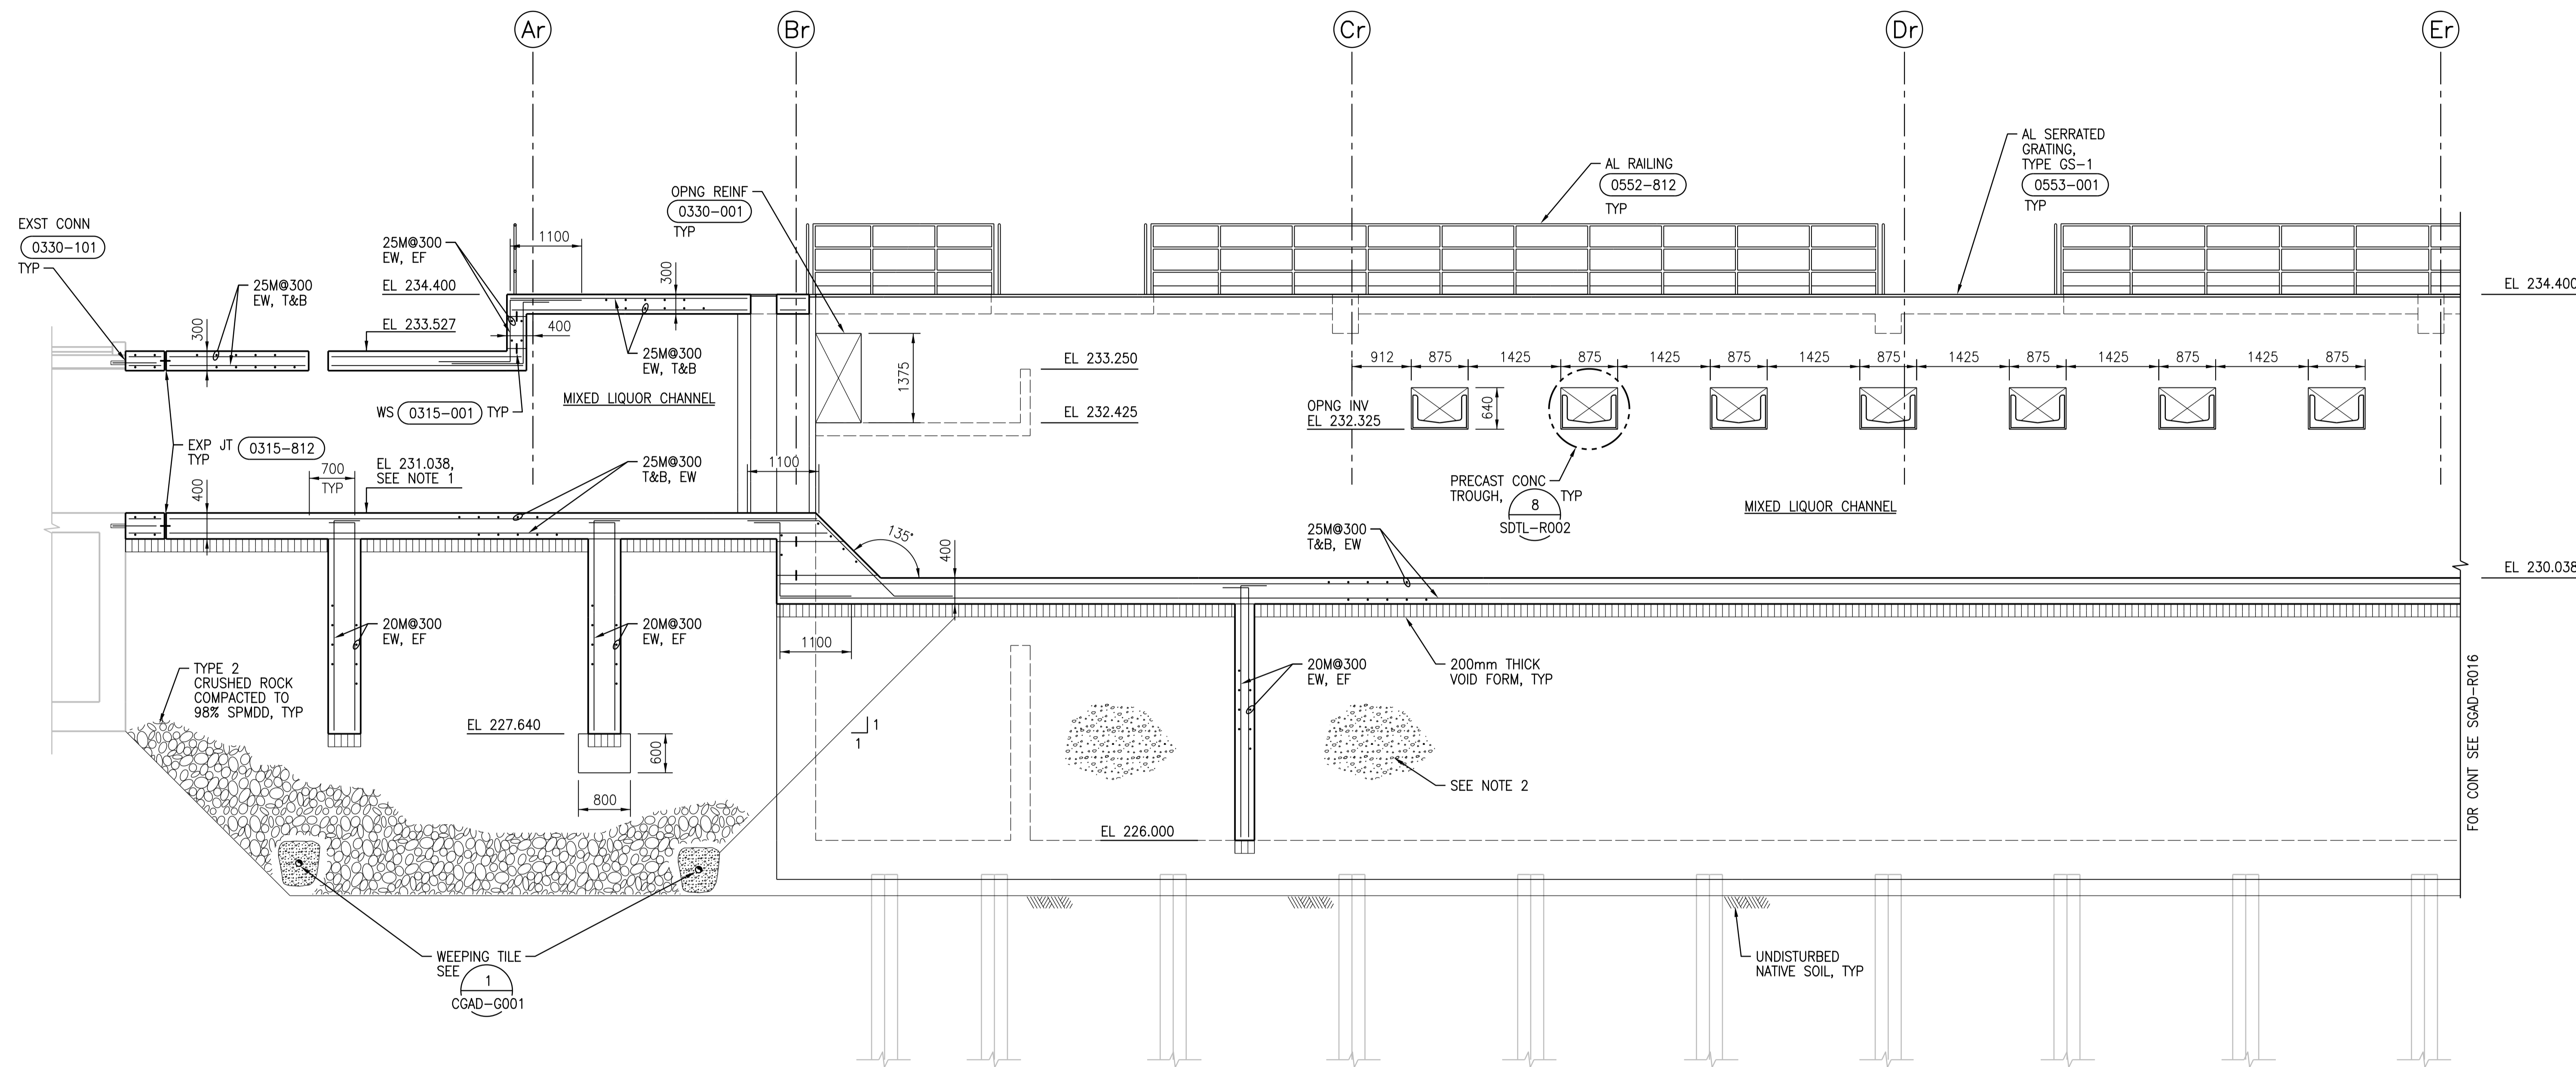 Ar
Br
Cr
Dr
Er
AL SERRATED
GRATING,
TYPE GS-1
0553-001
TYP
AL RAILING
0552-812
TYP
OPNG REINF
0330-001
TYP
EXST CONN
0330-101
TYP
25M@300
EW, EF
1100
300
EL 234.400
EL 234.400
25M@300
EW, T&B
300
EL 233.527
400
25M@300
EW, T&B
WS 0315-001 TYP
MIXED LIQUOR CHANNEL
1375
EL 233.250
EL 232.425
912
875
1425
875
1425
875
1425
875
1425
875
1425
875
1425
875
OPNG INV
EL 232.325
640
EXP JT 0315-812
TYP
700
TYP
400
EL 231.038,
SEE NOTE 1
25M@300
T&B, EW
1100
PRECAST CONC
TROUGH, TYP
8
SDTL-R002
MIXED LIQUOR CHANNEL
135°
400
25M@300
T&B, EW
EL 230.038
20M@300
EW, EF
20M@300
EW, EF
1100
20M@300
EW, EF
200mm THICK
VOID FORM, TYP
TYPE 2
CRUSHED ROCK
COMPACTED TO
98% SPMDD, TYP
EL 227.640
600
800
1
1
SEE NOTE 2
EL 226.000
FOR CONT SEE SGAD-R016
WEEPING TILE
SEE
1
CGAD-G001
UNDISTURBED
NATIVE SOIL, TYP